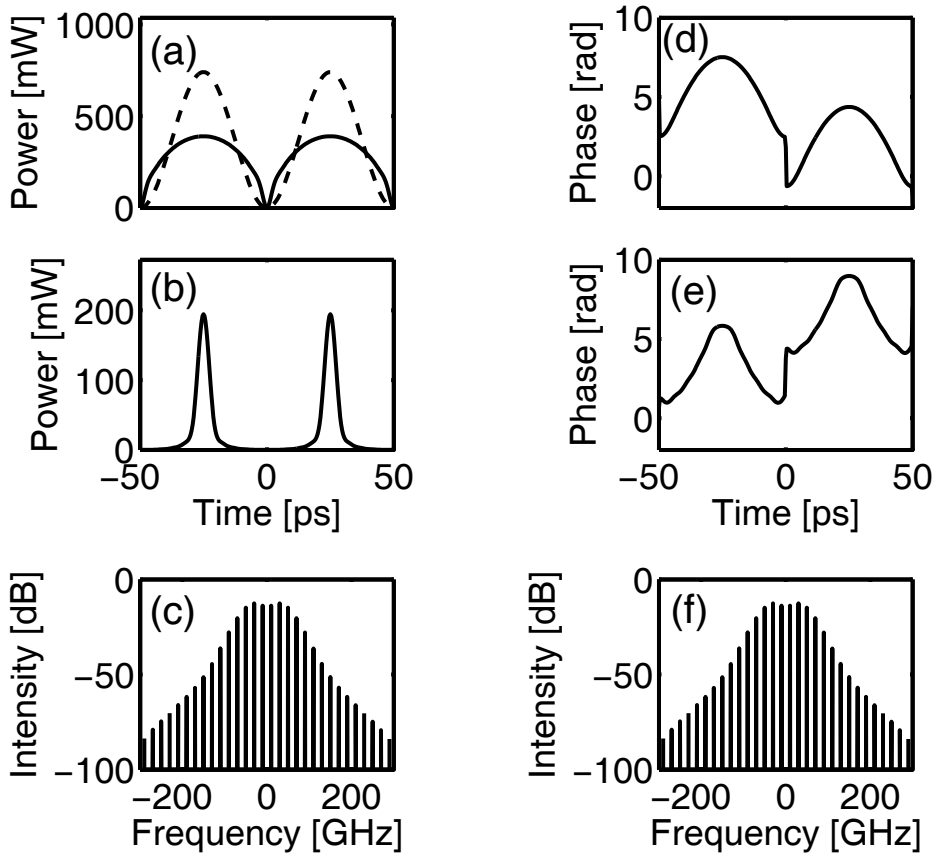 1000
500
0
Power [mW]
(a)
10
5
0
Phase [rad]
(d)
200
100
0
Power [mW]
(b)
−50
0
50
Time [ps]
10
5
0
Phase [rad]
(e)
−50
0
50
Time [ps]
0
−50
−100
Intensity [dB]
(c)
−200
0
200
Frequency [GHz]
0
−50
−100
Intensity [dB]
(f)
−200
0
200
Frequency [GHz]